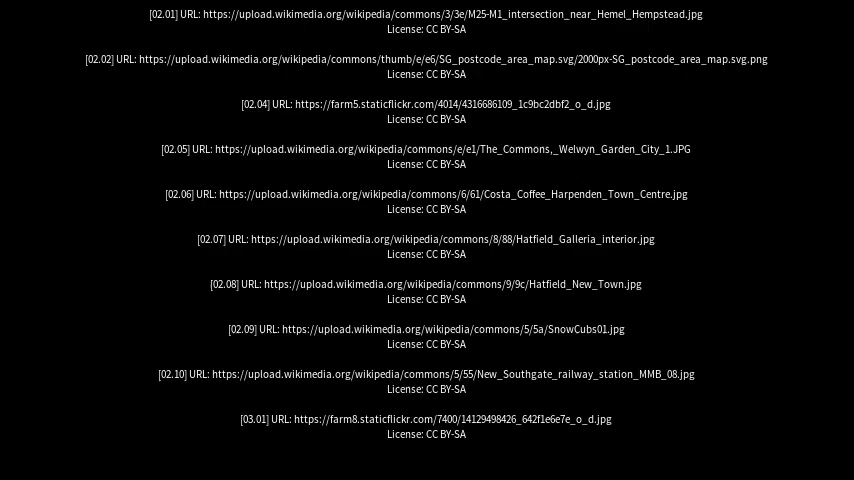 [02.01] URL: https://upload.wikimedia.org/wikipedia/commons/3/3e/M25-M1_intersection_near_Hemel_Hempstead.jpg
License: CC BY-SA
[02.02] URL: https://upload.wikimedia.org/wikipedia/commons/thumb/e/e6/SG_postcode_area_map.svg/2000px-SG_postcode_area_map.svg.png
License: CC BY-SA
[02.04] URL: https://farm5.staticflickr.com/4014/4316686109_1c9bc2dbf2_o_d.jpg
License: CC BY-SA
[02.05] URL: https://upload.wikimedia.org/wikipedia/commons/e/e1/The_Commons,_Welwyn_Garden_City_1.JPG
License: CC BY-SA
[02.06] URL: https://upload.wikimedia.org/wikipedia/commons/6/61/Costa_Coffee_Harpenden_Town_Centre.jpg
License: CC BY-SA
[02.07] URL: https://upload.wikimedia.org/wikipedia/commons/8/88/Hatfield_Galleria_interior.jpg
License: CC BY-SA
[02.08] URL: https://upload.wikimedia.org/wikipedia/commons/9/9c/Hatfield_New_Town.jpg
License: CC BY-SA
[02.09] URL: https://upload.wikimedia.org/wikipedia/commons/5/5a/SnowCubs01.jpg
License: CC BY-SA
[02.10] URL: https://upload.wikimedia.org/wikipedia/commons/5/55/New_Southgate_railway_station_MMB_08.jpg
License: CC BY-SA
[03.01] URL: https://farm8.staticflickr.com/7400/14129498426_642f1e6e7e_o_d.jpg
License: CC BY-SA